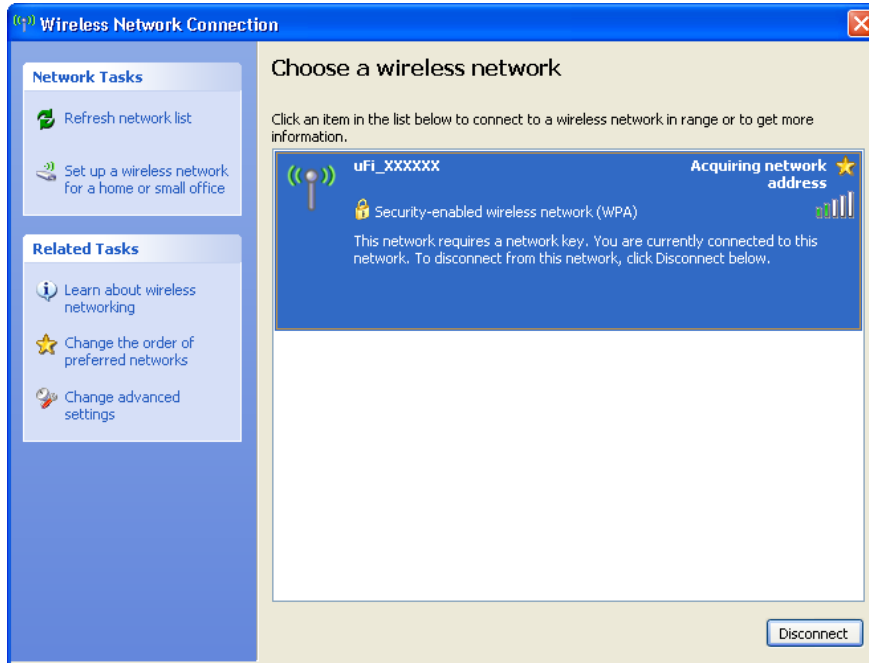 Wireless Network Connection
Network Tasks
Refresh network list
Set up a wireless network
for a home or small office
Related Tasks
Learn about wireless
networking
Change the order of
preferred networks
Change advanced
settings
Choose a wireless network
Click an item in the list below to connect to a wireless network in range or to get more
information.
uFi_XXXXXX
Acquiring network
address
Security-enabled wireless network (WPA)
This network requires a network key. You are currently connected to this
network. To disconnect from this network, click Disconnect below.
Disconnect